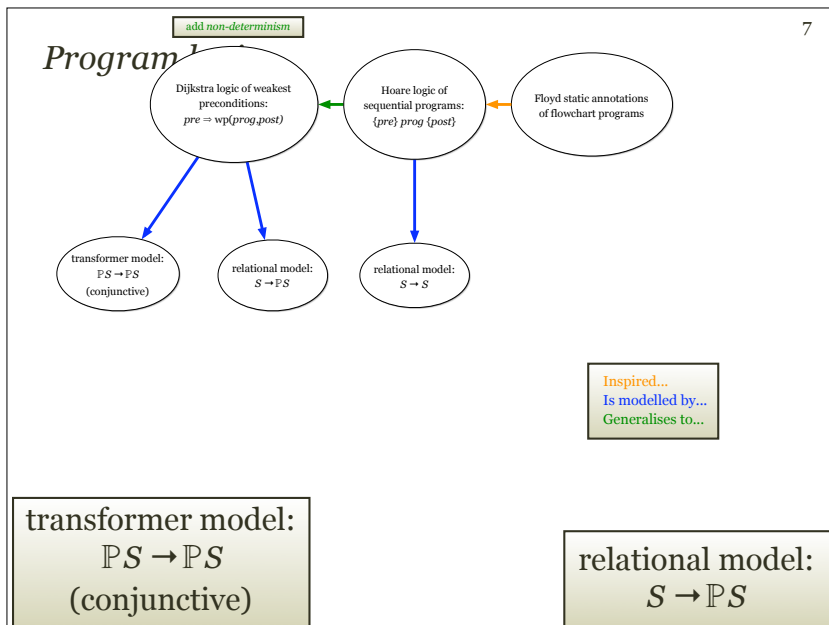 add non-determinism
7
Program
Dijkstra logic of weakest
preconditions:
pre ⇒ wp(prog,post)
Hoare logic of
sequential programs:
{pre} prog {post}
Floyd static annotations
of flowchart programs
transformer model:
ℙS → ℙS
(conjunctive)
relational model:
S → ℙS
relational model:
S → S
Inspired...
Is modelled by...
Generalises to...
transformer model:
ℙS → ℙS
(conjunctive)
relational model:
S → ℙS